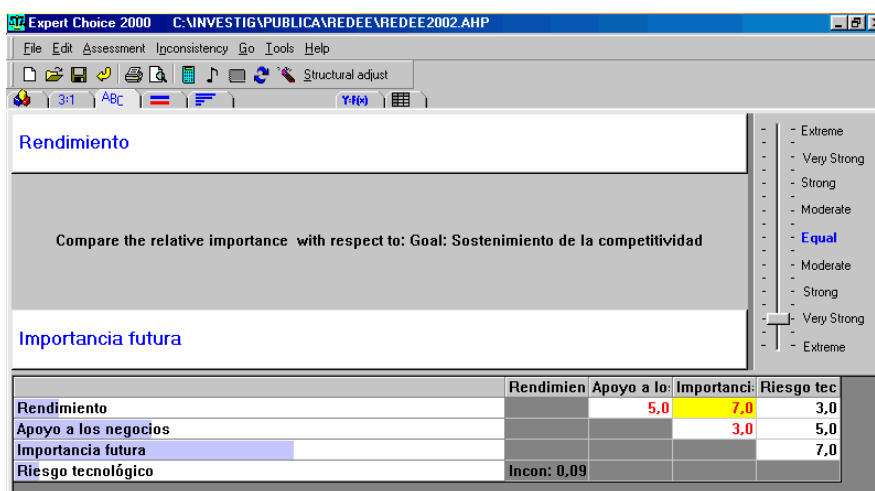 Expert Choice 2000 C:\INVESTIG\PUBLICA\REDEE\REDEE2002.AHP
File Edit Assessment Inconsistency Go Tools Help
Structural adjust
3:1 ABC Y:F(x)
Rendimiento
Compare the relative importance with respect to: Goal: Sostenimiento de la competitividad
Importancia futura
Extreme
Very Strong
Strong
Moderate
Equal
Moderate
Strong
Very Strong
Extreme
Rendimien Apoyo a lo Importanci Riesgo tec
Rendimiento 5,0 7,0 3,0
Apoyo a los negocios 3,0 5,0
Importancia futura 7,0
Riesgo tecnológico Incon: 0,09